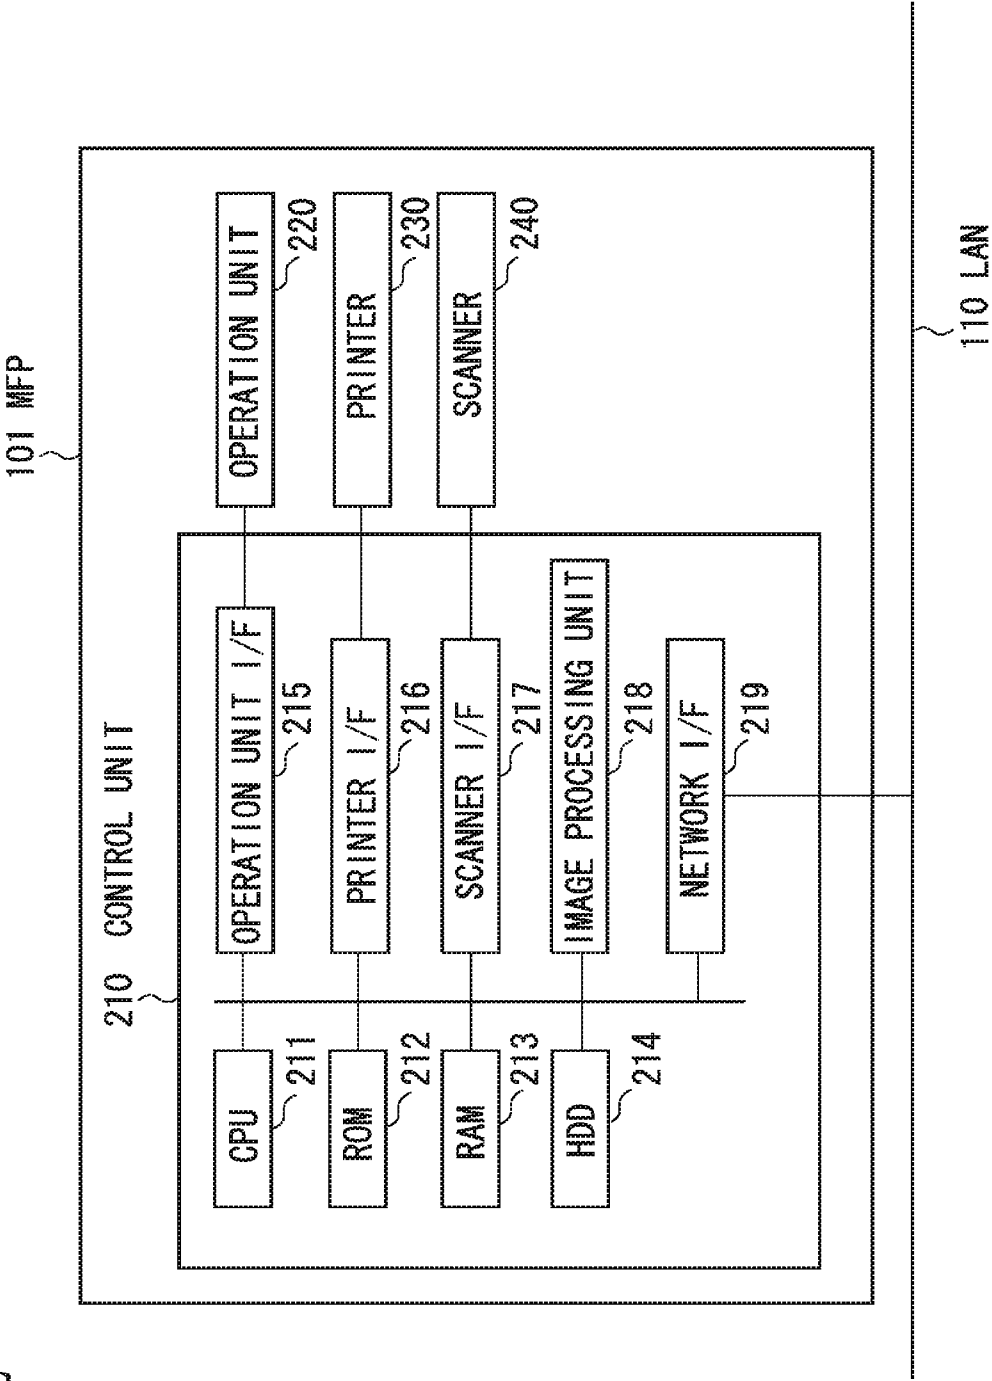 101 MFP
210 CONTROL UNIT
CPU
211
OPERATION UNIT I/F
215
OPERATION UNIT
220
ROM
212
PRINTER I/F
216
PRINTER
230
RAM
213
SCANNER I/F
217
SCANNER
240
HDD
214
IMAGE PROCESSING UNIT
218
NETWORK I/F
219
110 LAN